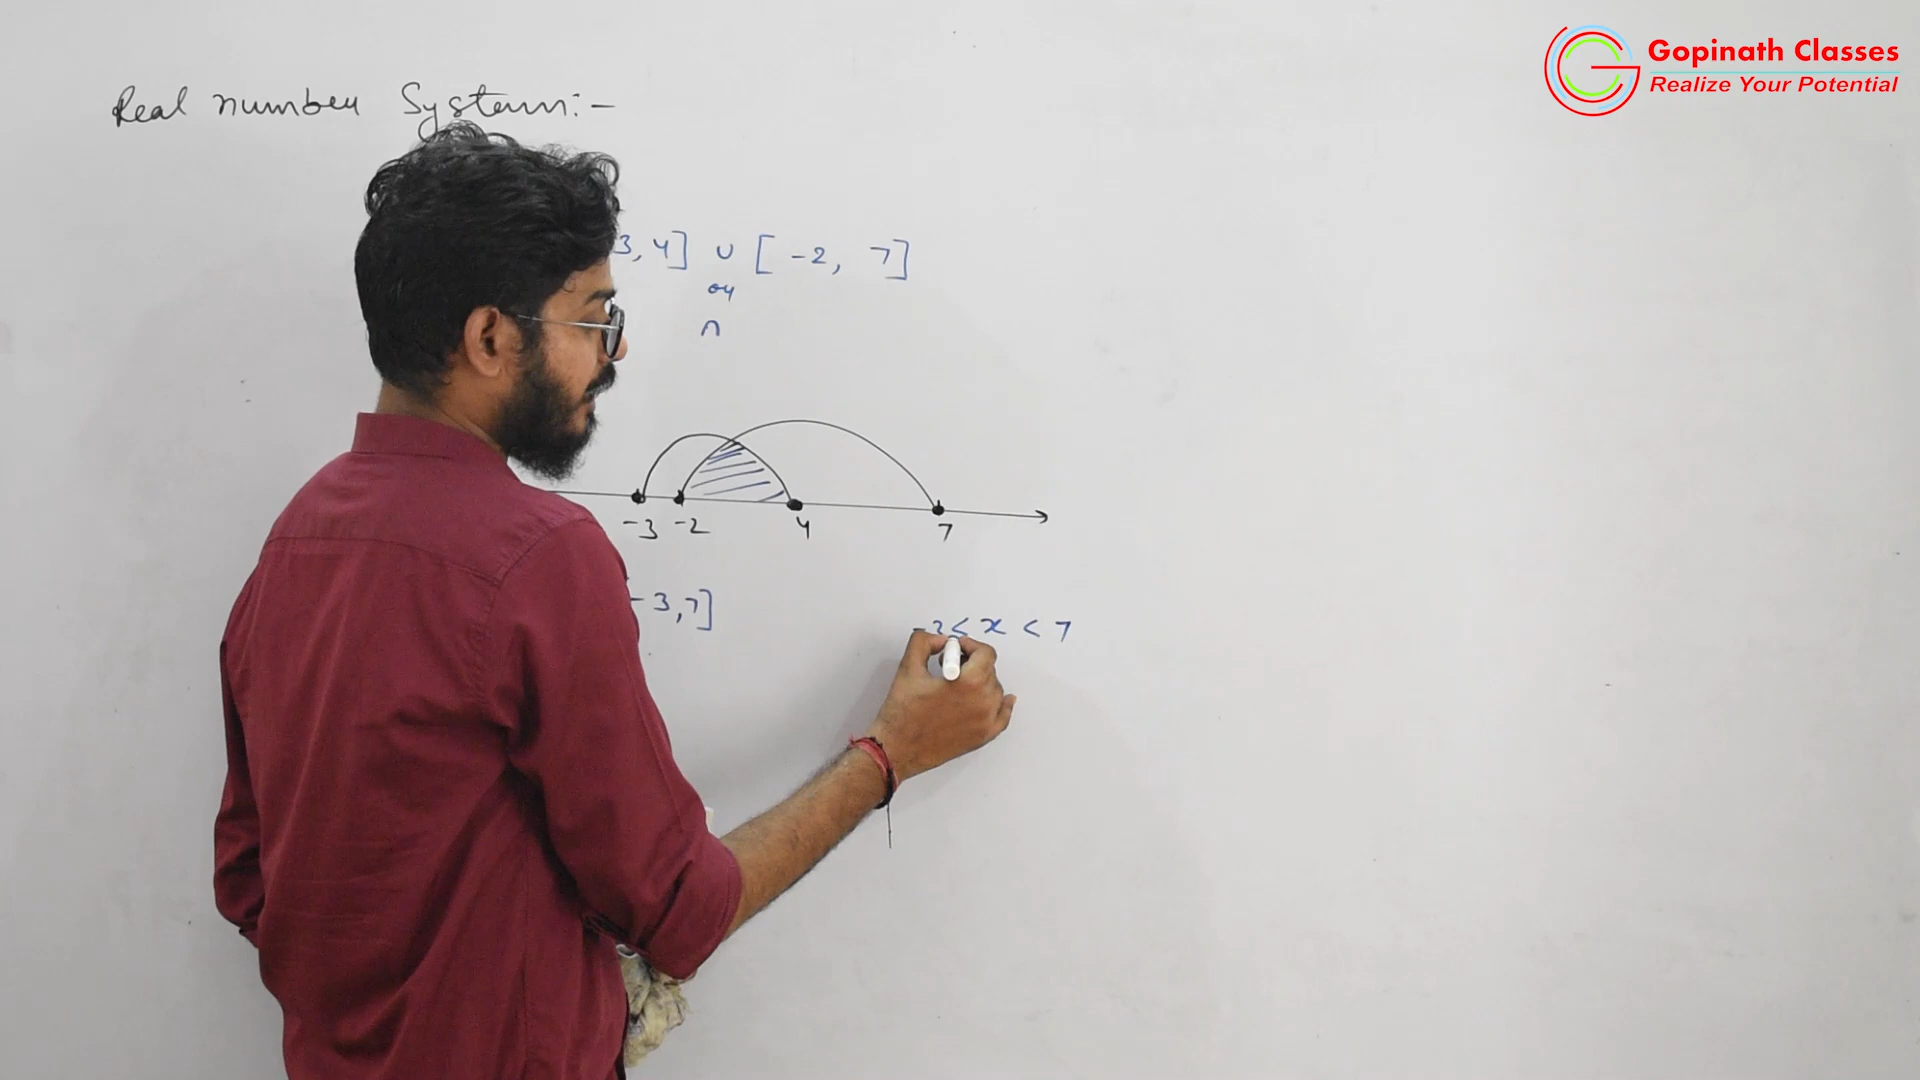 Gopinath Classes
Realize Your Potential
Real number System:-
3, 4] ∪ [ -2, 7]
or
∩
-3 -2 4 7
-3, 7]
-3 ≤ x < 7